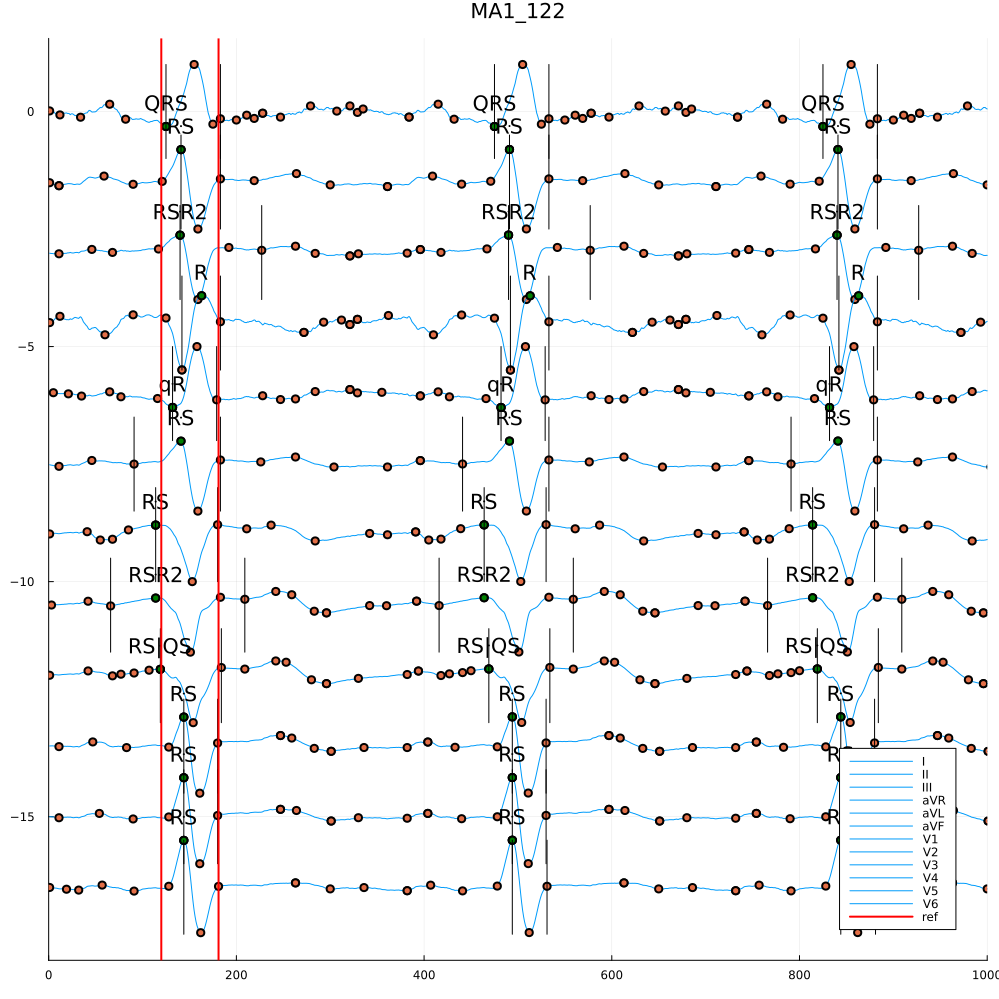 MA1_122
0
QRS QRS QRS
RS RS RS
RSR2 RSR2 RSR2
R R R
−5
qR qR qR
RS RS RS
RS RS RS
−10
RSR2 RSR2 RSR2
RS|QS RS|QS RS|QS
RS RS RS
RS RS
−15
RS RS
I
II
III
aVR
aVL
aVF
V1
V2
V3
V4
V5
V6
ref
0 200 400 600 800 1000